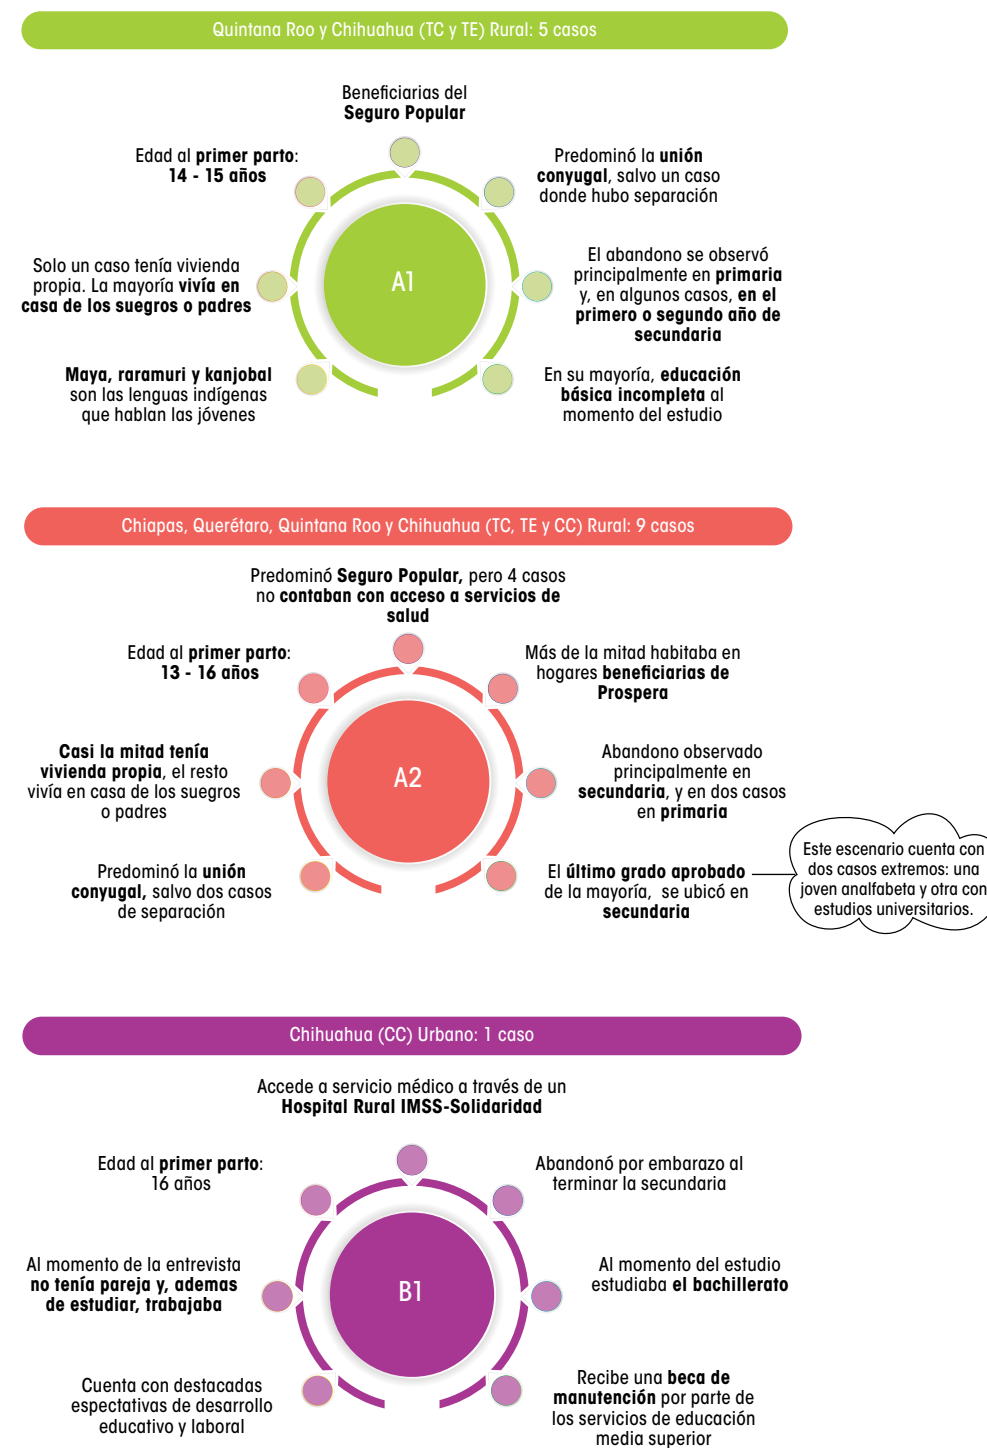 Quintana Roo y Chihuahua (TC y TE) Rural: 5 casos
Beneficiarias del
Seguro Popular
Edad al primer parto:
14 - 15 años
Predominó la unión
conyugal, salvo un caso
donde hubo separación
Solo un caso tenía vivienda
propia. La mayoría vivía en
casa de los suegros o padres
A1
El abandono se observó
principalmente en primaria
y, en algunos casos, en el
primero o segundo año de
secundaria
Maya, raramuri y kanjobal
son las lenguas indígenas
que hablan las jóvenes
En su mayoría, educación
básica incompleta al
momento del estudio
Chiapas, Querétaro, Quintana Roo y Chihuahua (TC, TE y CC) Rural: 9 casos
Predominó Seguro Popular, pero 4 casos
no contaban con acceso a servicios de
salud
Edad al primer parto:
13 - 16 años
Más de la mitad habitaba en
hogares beneficiarias de
Prospera
Casi la mitad tenía
vivienda propia, el resto
vivía en casa de los suegros
o padres
A2
Abandono observado
principalmente en
secundaria, y en dos casos
en primaria
Predominó la unión
conyugal, salvo dos casos
de separación
El último grado aprobado
de la mayoría, se ubicó en
secundaria
Este escenario cuenta con
dos casos extremos: una
joven analfabeta y otra con
estudios universitarios.
Chihuahua (CC) Urbano: 1 caso
Accede a servicio médico a través de un
Hospital Rural IMSS-Solidaridad
Edad al primer parto:
16 años
Abandonó por embarazo al
terminar la secundaria
Al momento de la entrevista
no tenía pareja y, ademas
de estudiar, trabajaba
B1
Al momento del estudio
estudiaba el bachillerato
Cuenta con destacadas
espectativas de desarrollo
educativo y laboral
Recibe una beca de
manutención por parte de
los servicios de educación
media superior